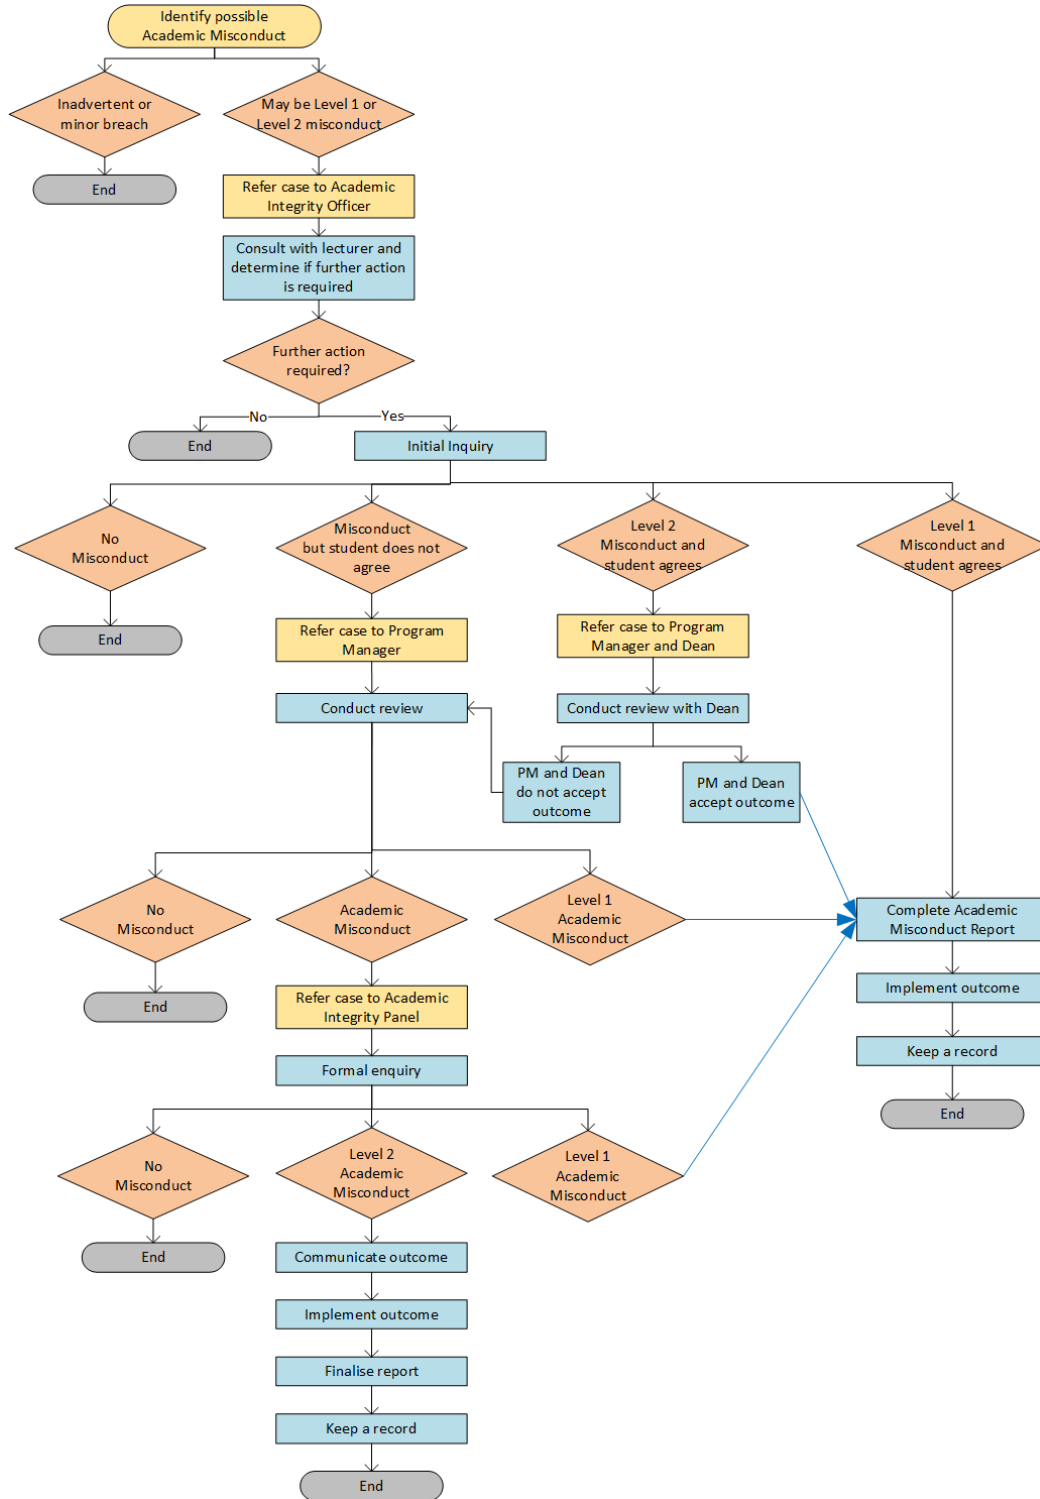 Identify possible
Academic Misconduct
Inadvertent or
minor breach
May be Level 1 or
Level 2 misconduct
End
Refer case to Academic
Integrity Officer
Consult with lecturer and
determine if further action
is required
Further action
required?
No
Yes
End
Initial Inquiry
No
Misconduct
Misconduct
but student does not
agree
Level 2
Misconduct and
student agrees
Level 1
Misconduct and
student agrees
End
Refer case to Program
Manager
Refer case to Program
Manager and Dean
Conduct review
Conduct review with Dean
PM and Dean
do not accept
outcome
PM and Dean
accept outcome
No
Misconduct
Academic
Misconduct
Level 1
Academic
Misconduct
Complete Academic
Misconduct Report
End
Refer case to Academic
Integrity Panel
Implement outcome
Formal enquiry
Keep a record
End
No
Misconduct
Level 2
Academic
Misconduct
Level 1
Academic
Misconduct
End
Communicate outcome
Implement outcome
Finalise report
Keep a record
End